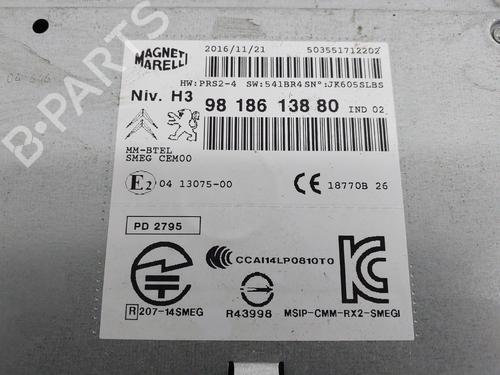 MAGNETI MARELLI
2016/11/21 503551712202
HW:PRS2-4 SW:541BR4 SN°:JK605SLBS
Niv. H3 98 186 138 80 IND 02
MM-BTEL
SMEG CEM00
E2 04 13075-00 CE 18770B 26
PD 2795
CCAI14LP0810T0
R 207-14SMEG R43998 MSIP-CMM-RX2-SMEGI
B-PARTS